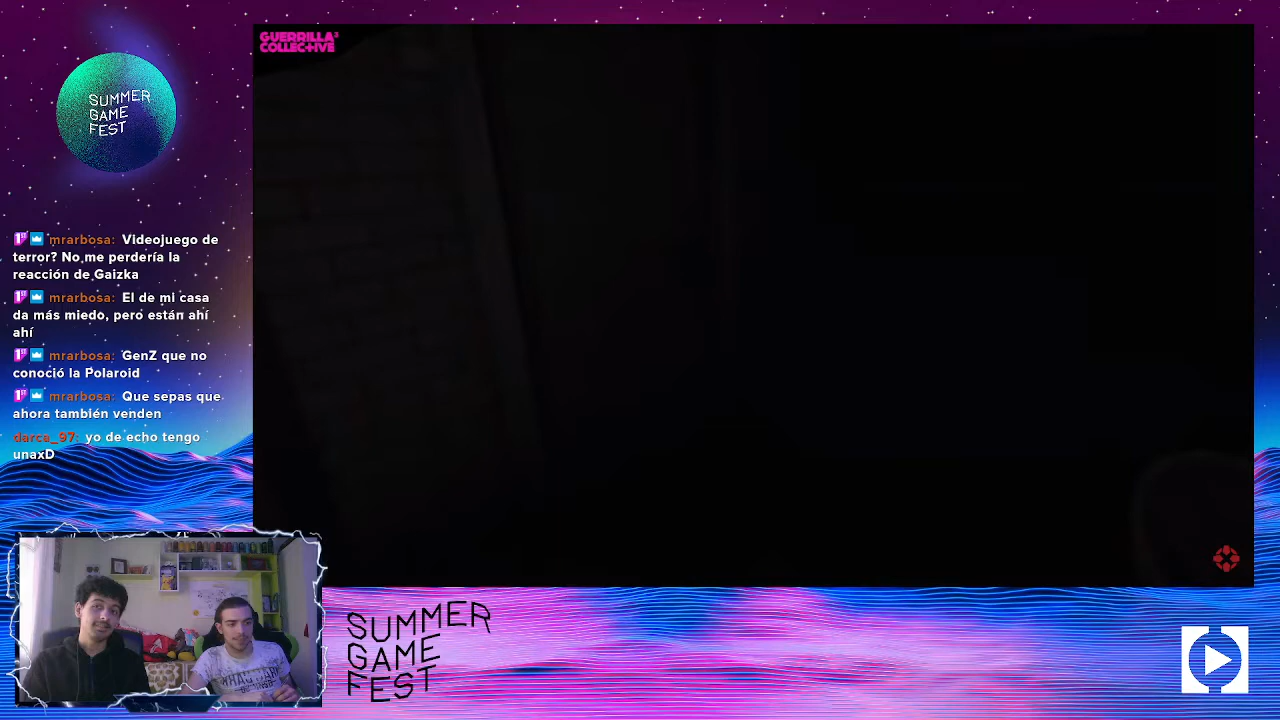 GUERRILLA
COLLECTIVE
SUMMER
GAME
FEST
mrarbosa: Videojuego de
terror? No me perdería la
reacción de Gaizka
mrarbosa: El de mi casa
da más miedo, pero están ahí
ahí
mrarbosa: GenZ que no
conoció la Polaroid
mrarbosa: Que sepas que
ahora también venden
darca_97: yo de echo tengo
unaxD
SUMMER
GAME
FEST